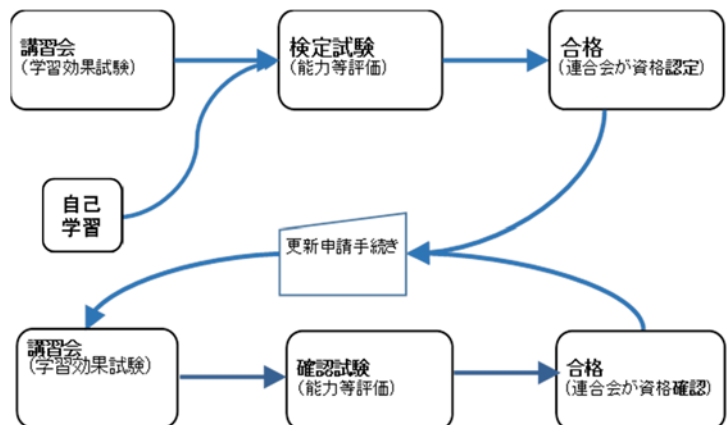 講習会
(学習効果試験)
検定試験
(能力等評価)
合格
(連合会が資格認定)
自己
学習
更新申請手続き
講習会
(学習効果試験)
確認試験
(能力等評価)
合格
(連合会が資格確認)